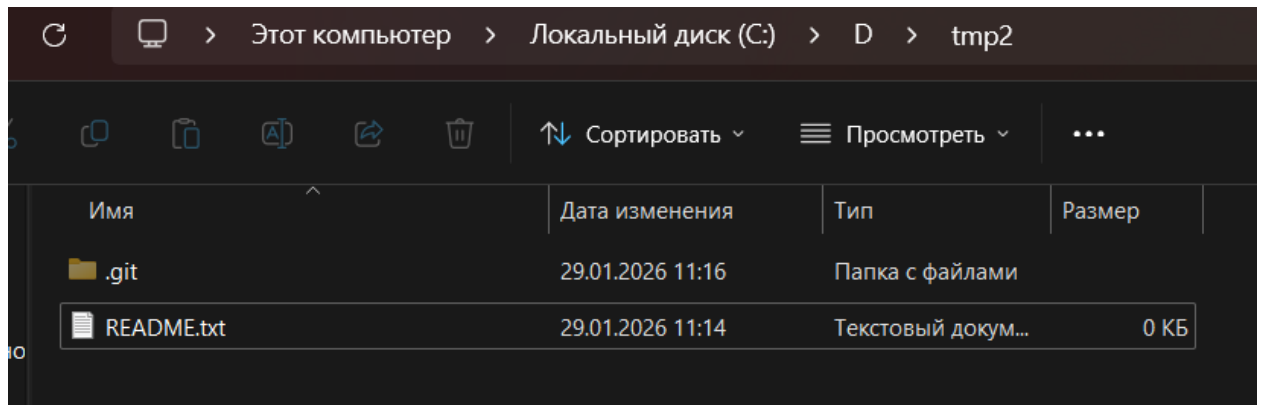 Этот компьютер > Локальный диск (C:) > D > tmp2
Сортировать Просмотреть •••
Имя Дата изменения Тип Размер
.git 29.01.2026 11:16 Папка с файлами
README.txt 29.01.2026 11:14 Текстовый докум... 0 КБ
но